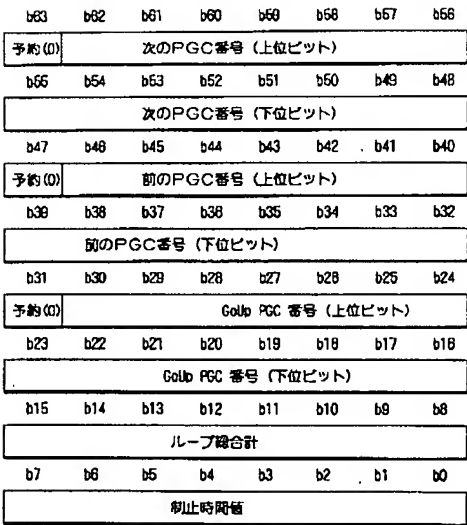 b63 b62 b61 b60 b59 b58 b57 b56
予約(0) 次のPGC番号 (上位ビット)
b55 b54 b53 b52 b51 b50 b49 b48
次のPGC番号 (下位ビット)
b47 b46 b45 b44 b43 b42 b41 b40
予約(0) 前のPGC番号 (上位ビット)
b39 b38 b37 b36 b35 b34 b33 b32
前のPGC番号 (下位ビット)
b31 b30 b29 b28 b27 b26 b25 b24
予約(0) GoUp PGC 番号 (上位ビット)
b23 b22 b21 b20 b19 b18 b17 b16
GoUp PGC 番号 (下位ビット)
b15 b14 b13 b12 b11 b10 b9 b8
ループ総合計
b7 b6 b5 b4 b3 b2 b1 b0
制止時間値